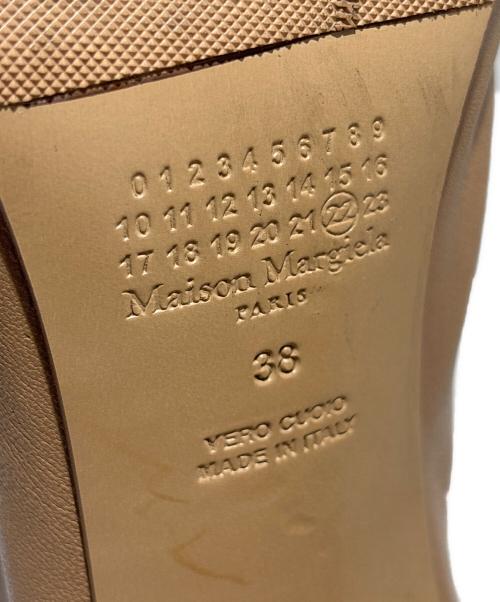 0 1 2 3 4 5 6 7 8 9
10 11 12 13 14 15 16
17 18 19 20 21 22 23
Maison Margiela
PARIS
38
VERO CUOIO
MADE IN ITALY